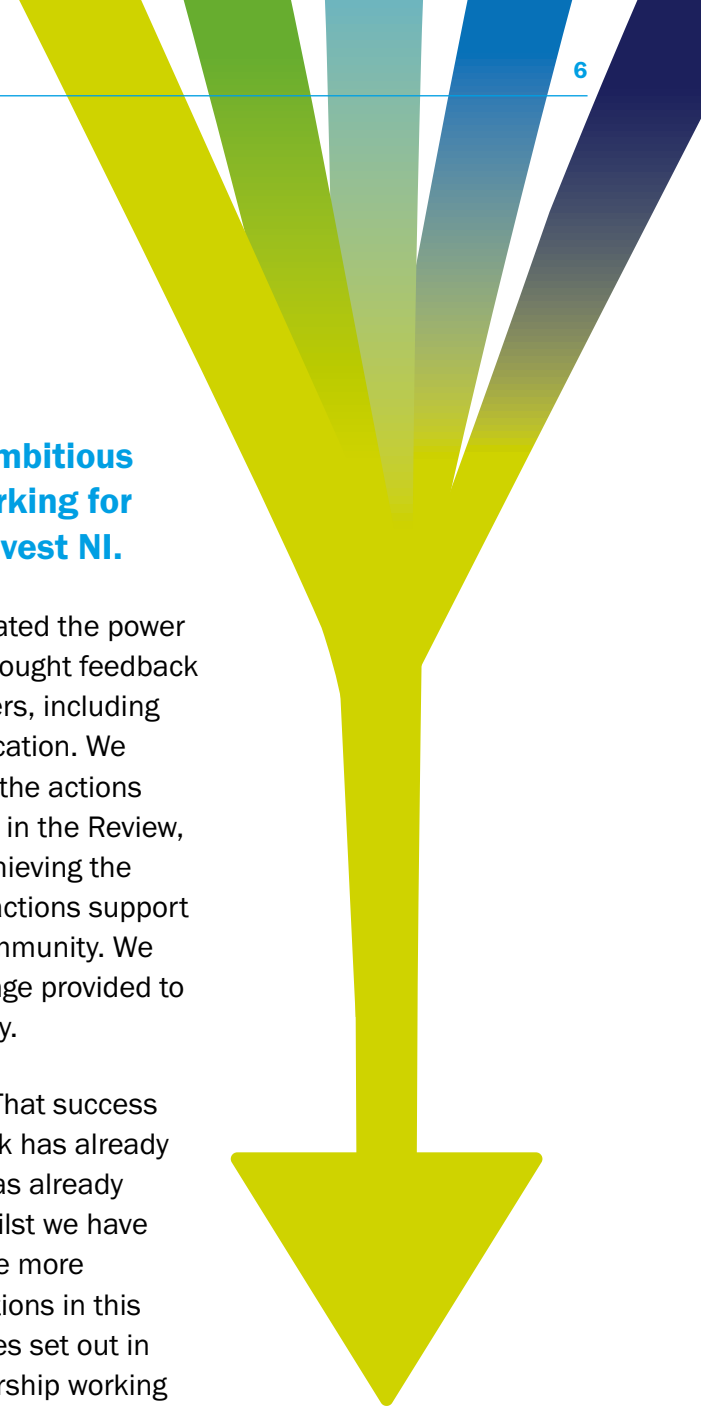 6
mbitious
rking for
vest NI.
ated the power
ought feedback
ers, including
cation. We
the actions
in the Review,
hieving the
actions support
mmunity. We
ge provided to
y.
That success
k has already
as already
ilst we have
e more
tions in this
es set out in
rship working